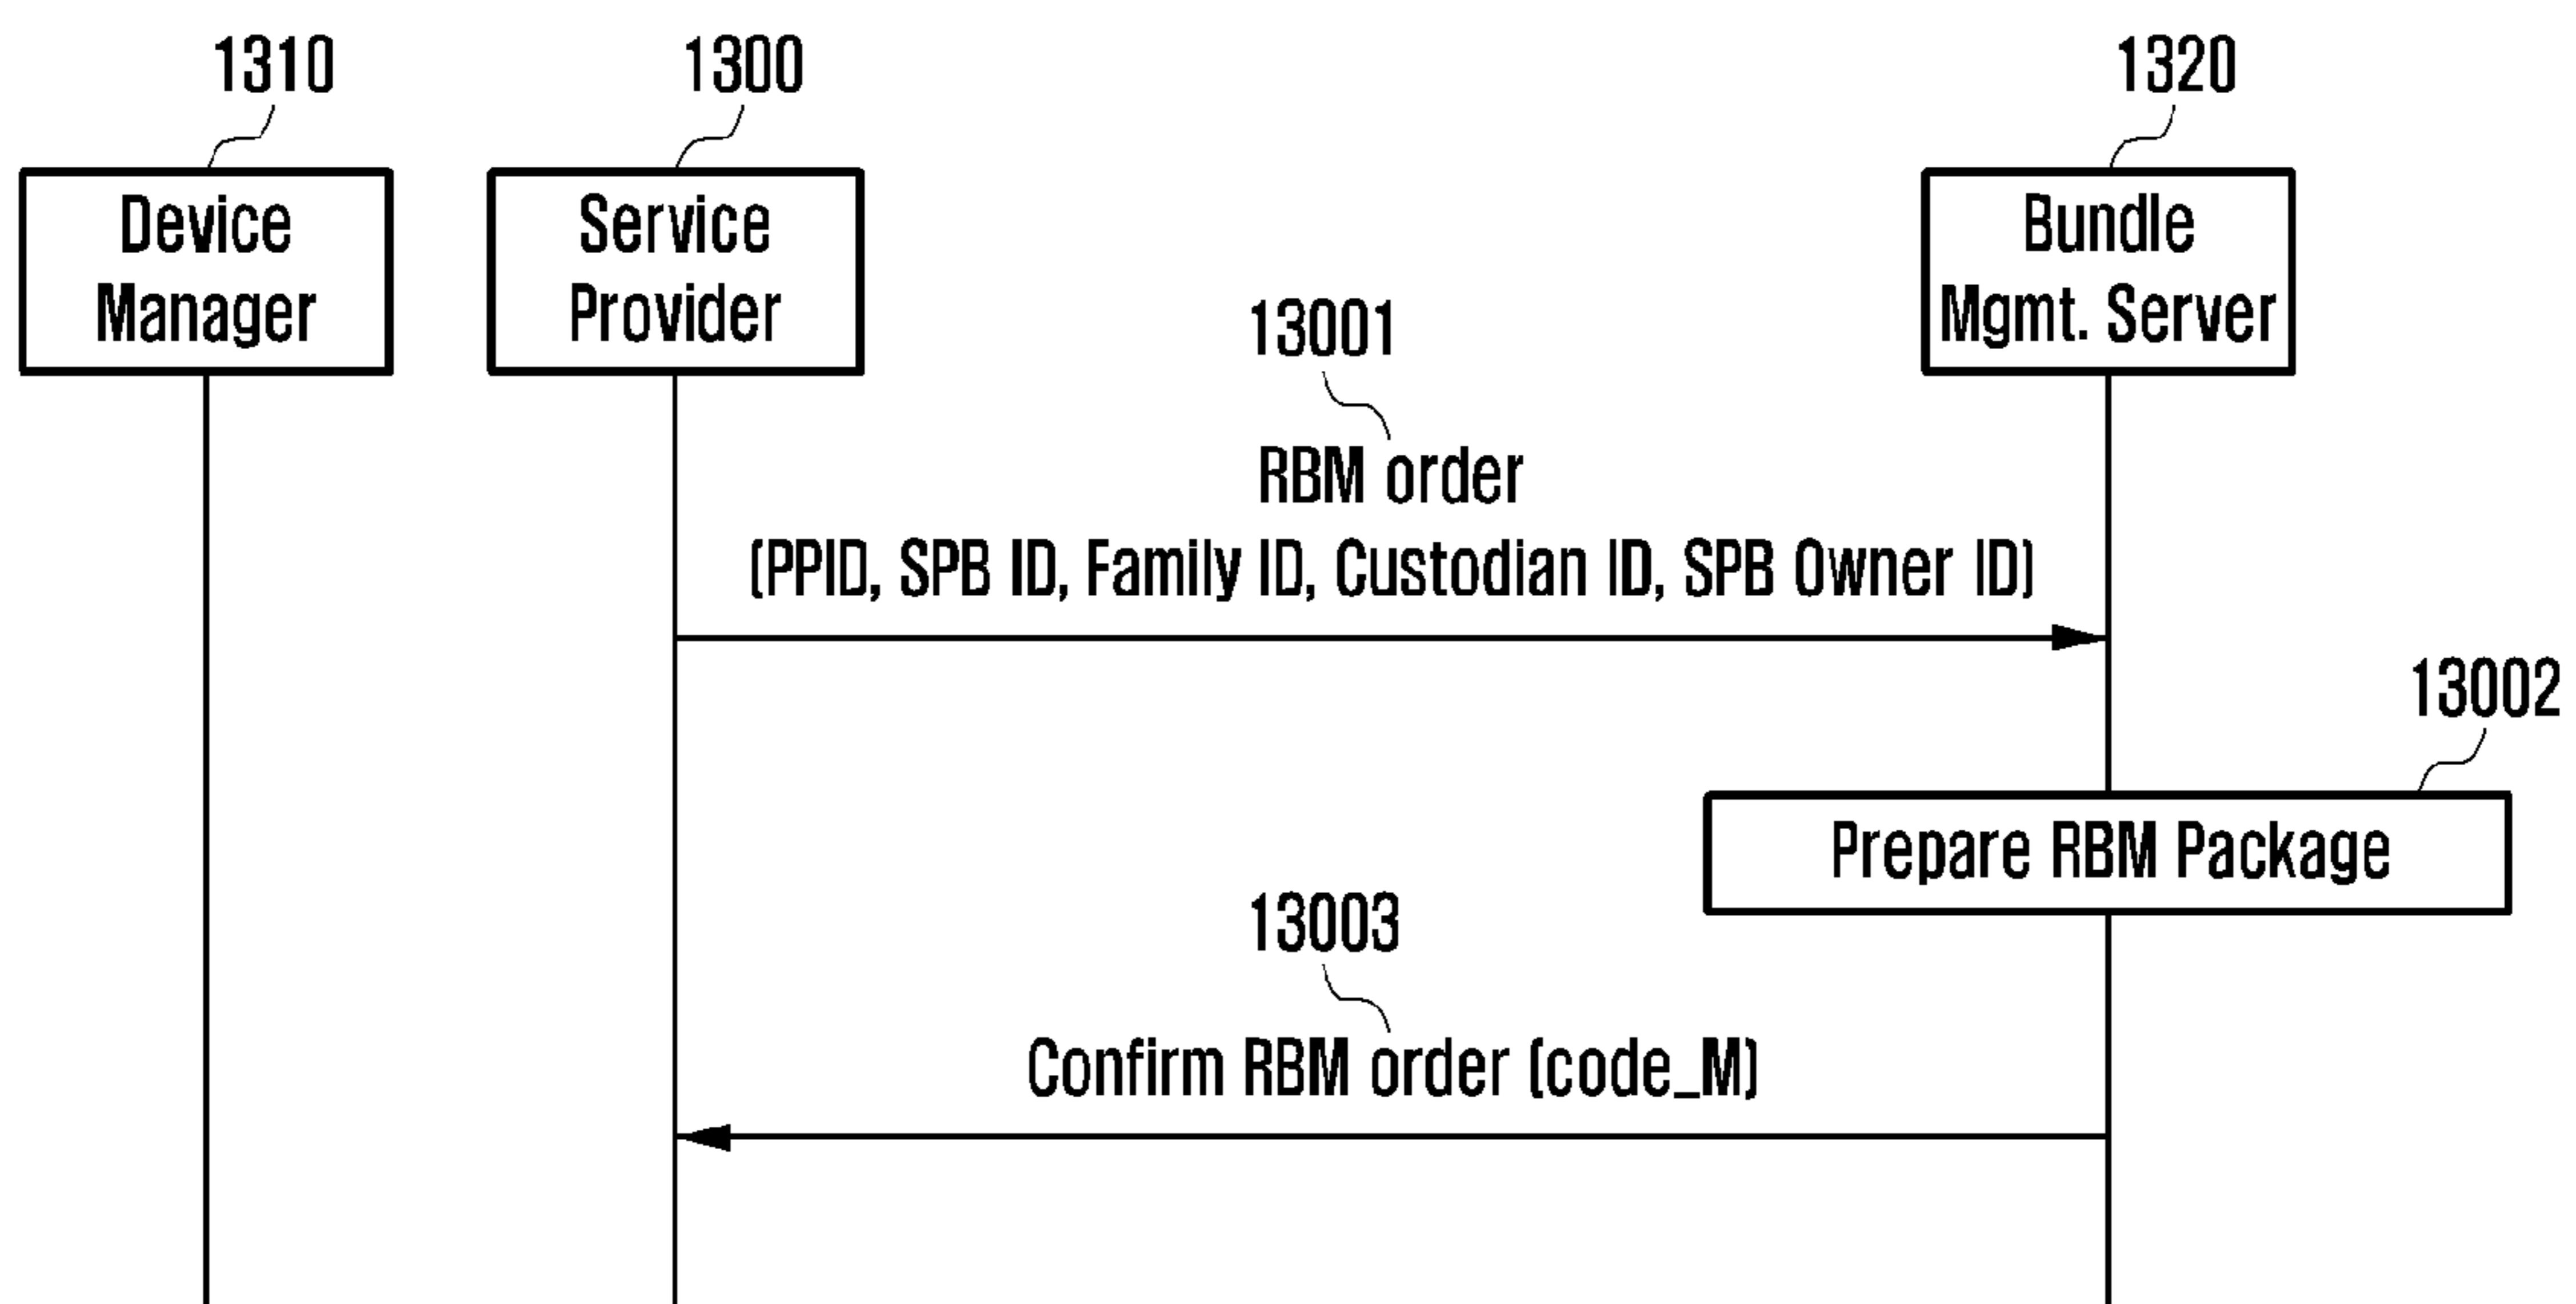 1310
1300
1320
Device
Manager
Service
Provider
Bundle
Mgmt. Server
13001
RBM order
(PPID, SPB ID, Family ID, Custodian ID, SPB Owner ID)
13002
Prepare RBM Package
13003
Confirm RBM order (code_M)